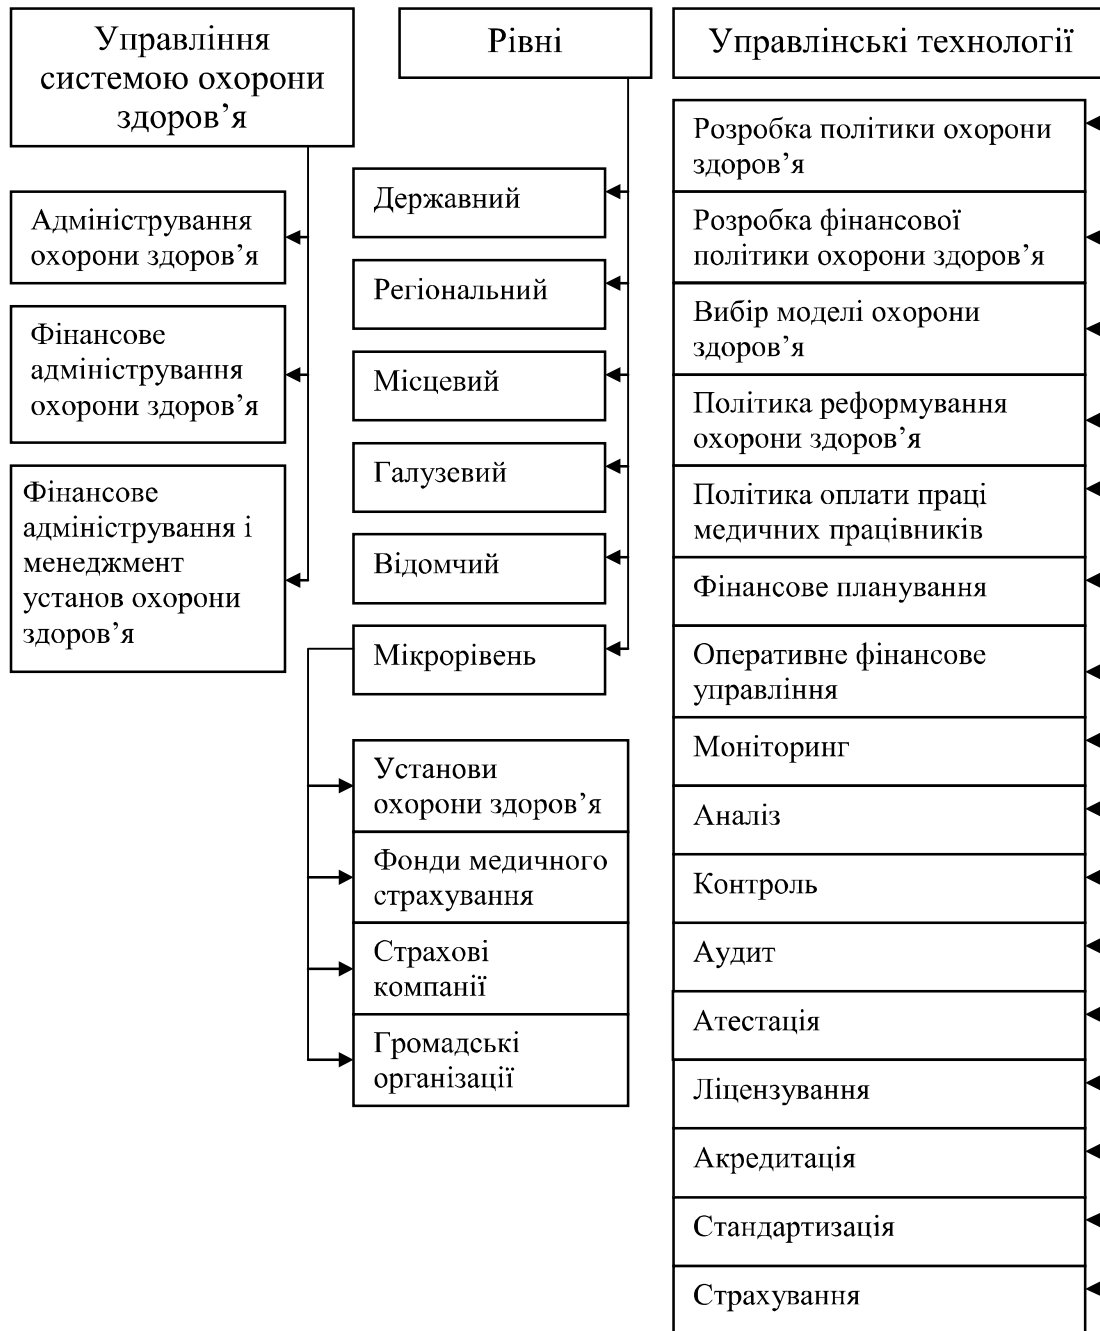 Управління
системою охорони
здоров’я
Адміністрування
охорони здоров’я
Фінансове
адміністрування
охорони здоров’я
Фінансове
адміністрування і
менеджмент
установ охорони
здоров’я
Рівні
Державний
Регіональний
Місцевий
Галузевий
Відомчий
Мікрорівень
Установи
охорони здоров’я
Фонди медичного
страхування
Страхові
компанії
Громадські
організації
Управлінські технології
Розробка політики охорони
здоров’я
Розробка фінансової
політики охорони здоров’я
Вибір моделі охорони
здоров’я
Політика реформування
охорони здоров’я
Політика оплати праці
медичних працівників
Фінансове планування
Оперативне фінансове
управління
Моніторинг
Аналіз
Контроль
Аудит
Атестація
Ліцензування
Акредитація
Стандартизація
Страхування